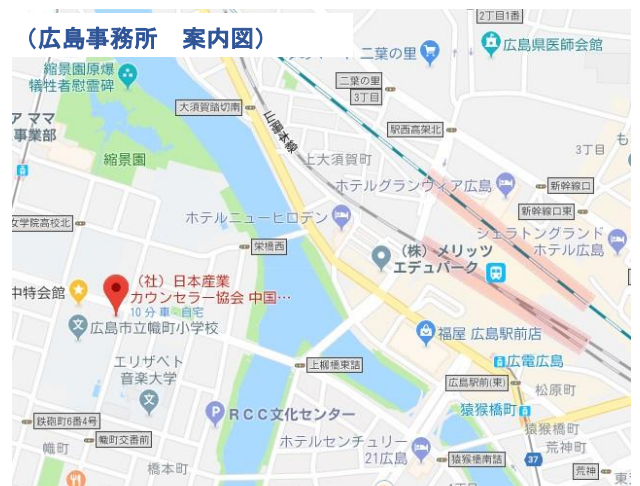 (広島事務所 案内図)
2丁目1番
二葉の里
広島県医師会館
縮景園原爆
犠牲者慰霊碑
二葉の里
3丁目
大須賀踏切南
駅西高架北
ア ママ
事業部
山陽本線
3丁目
も
縮景園
上大須賀町
ホテルグランヴィア広島
新幹線口
新幹線口東
女学院高校北
ホテルニューヒロデン
シェラトングランド
ホテル広島
栄橋西
(株)メリッツ
エデュパーク
(社)日本産業
カウンセラー協会 中国…
10 分 車 - 自宅
中特会館
広島市立幟町小学校
福屋 広島駅前店
エリザベト
音楽大学
上柳橋東詰
広電広島
広島駅前(東)
松原町
RCC文化センター
猿猴橋町
鉄砲町6番4号
幟町
幟町交番前
猿猴橋町
ホテルセンチュリー
21広島
荒神町
橋本町
猿猴橋南詰
37
荒神
東
1丁目